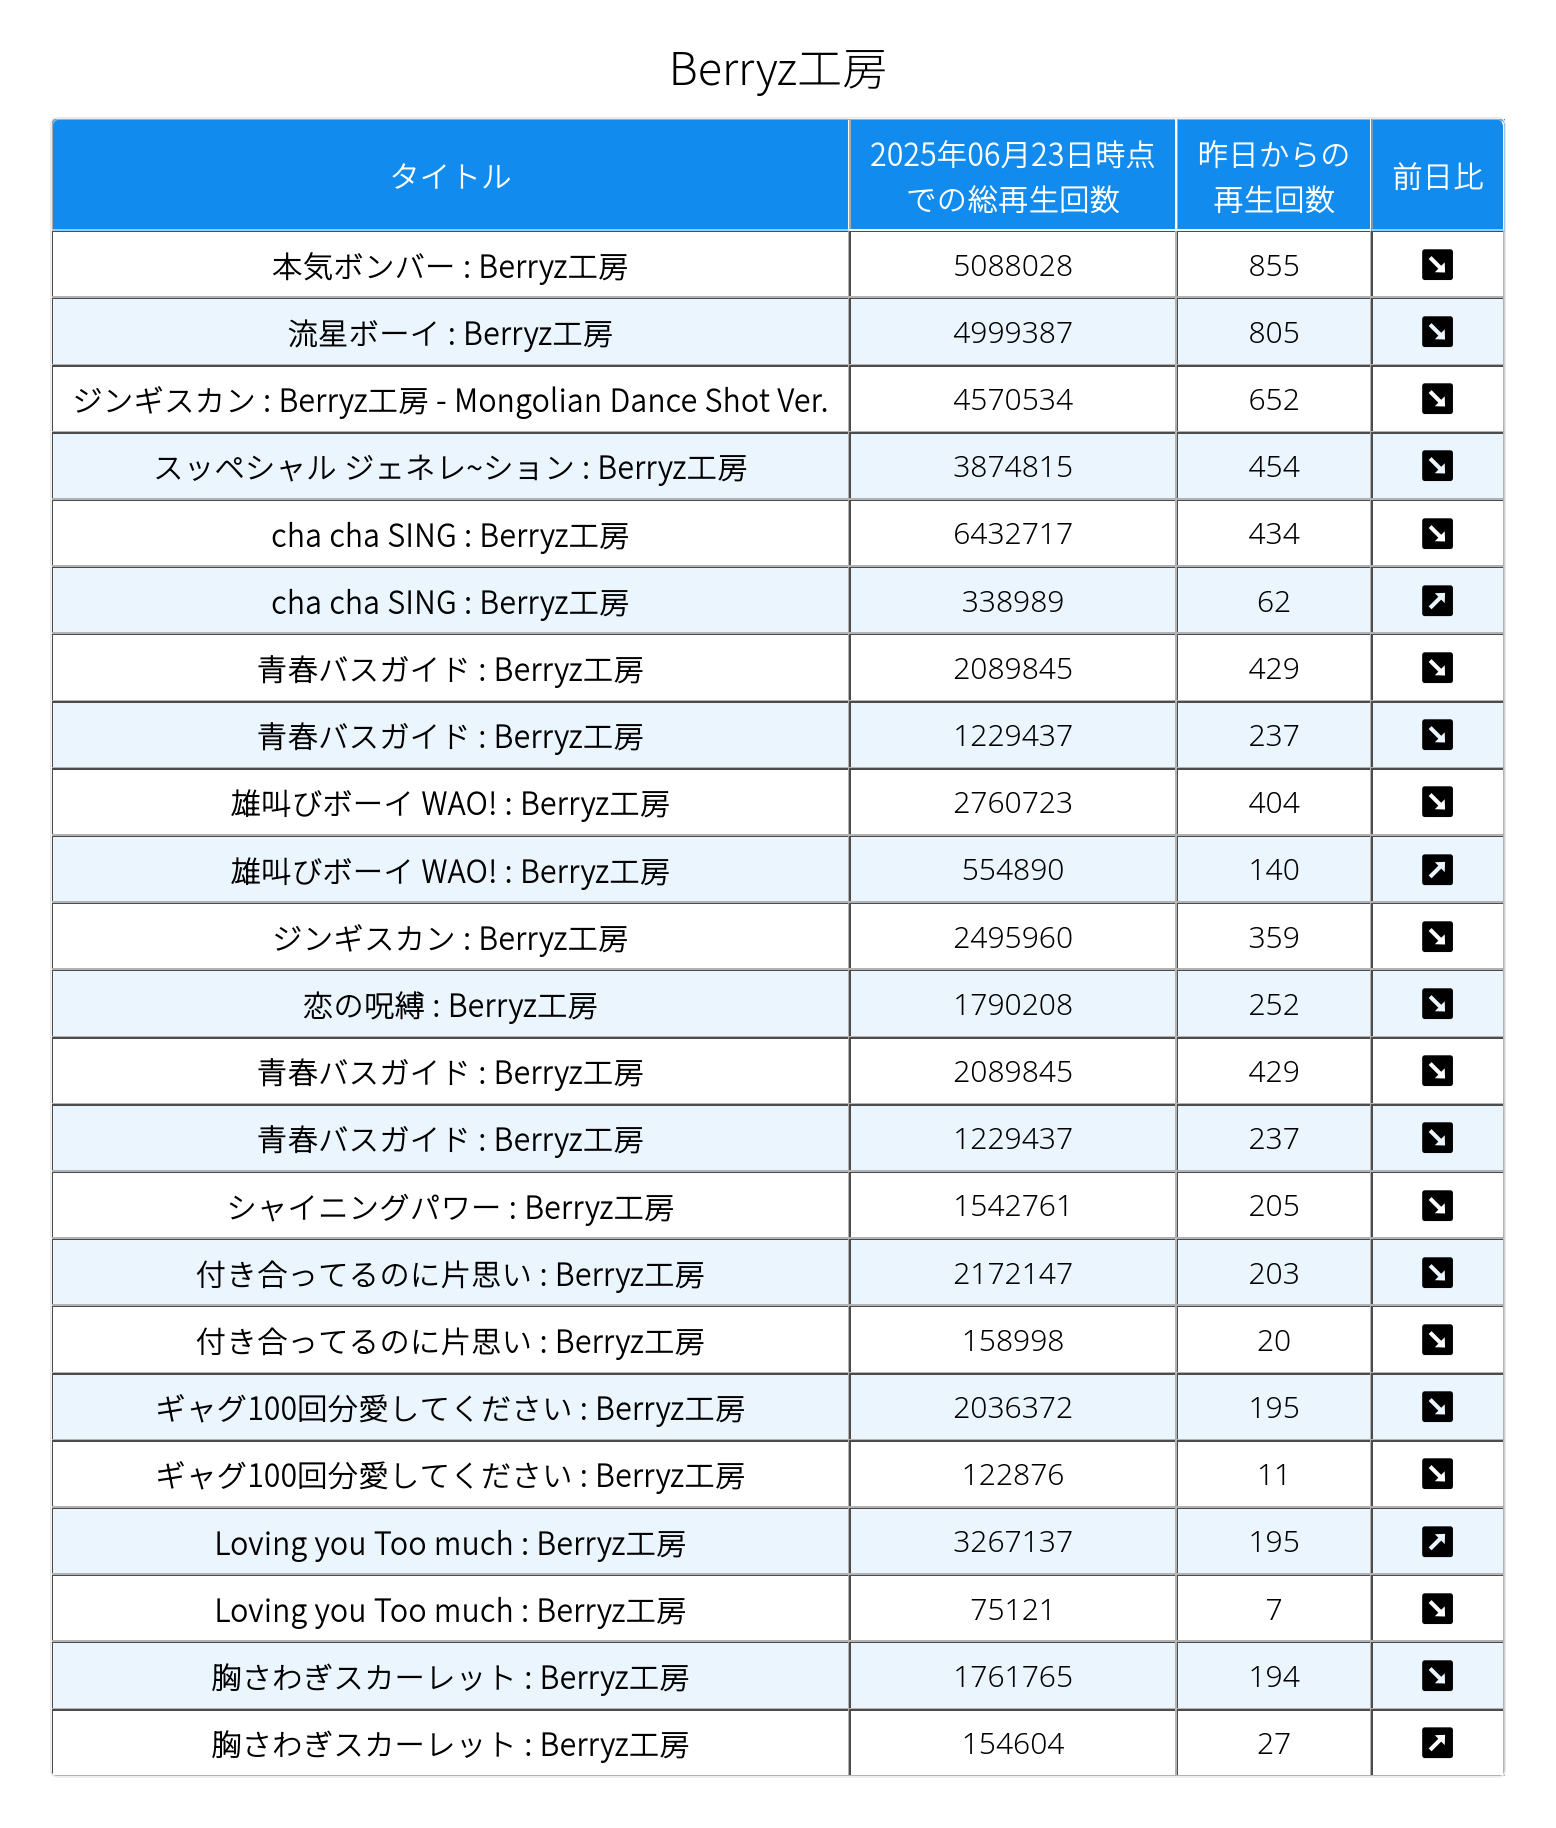 Berryz工房
タイトル 2025年06月23日時点での総再生回数 昨日からの再生回数 前日比
本気ボンバー : Berryz工房 5088028 855 ↘
流星ボーイ : Berryz工房 4999387 805 ↘
ジンギスカン : Berryz工房 - Mongolian Dance Shot Ver. 4570534 652 ↘
スッペシャル ジェネレ~ション : Berryz工房 3874815 454 ↘
cha cha SING : Berryz工房 6432717 434 ↘
cha cha SING : Berryz工房 338989 62 ↗
青春バスガイド : Berryz工房 2089845 429 ↘
青春バスガイド : Berryz工房 1229437 237 ↘
雄叫びボーイ WAO! : Berryz工房 2760723 404 ↘
雄叫びボーイ WAO! : Berryz工房 554890 140 ↗
ジンギスカン : Berryz工房 2495960 359 ↘
恋の呪縛 : Berryz工房 1790208 252 ↘
青春バスガイド : Berryz工房 2089845 429 ↘
青春バスガイド : Berryz工房 1229437 237 ↘
シャイニングパワー : Berryz工房 1542761 205 ↘
付き合ってるのに片思い : Berryz工房 2172147 203 ↘
付き合ってるのに片思い : Berryz工房 158998 20 ↘
ギャグ100回分愛してください : Berryz工房 2036372 195 ↘
ギャグ100回分愛してください : Berryz工房 122876 11 ↘
Loving you Too much : Berryz工房 3267137 195 ↗
Loving you Too much : Berryz工房 75121 7 ↘
胸さわぎスカーレット : Berryz工房 1761765 194 ↘
胸さわぎスカーレット : Berryz工房 154604 27 ↗